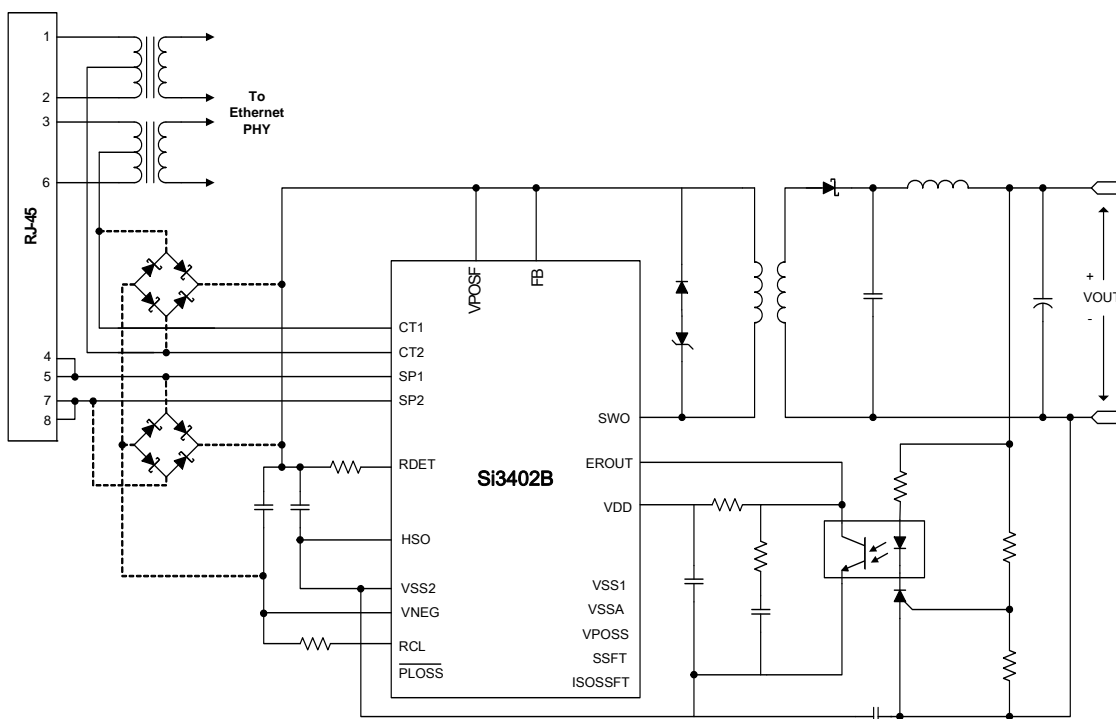 1
2
3
6
4
5
7
8
RJ-45
To
Ethernet
PHY
VPOSF
FB
CT1
CT2
SP1
SP2
RDET
HSO
VSS2
VNEG
RCL
PLOSS
Si3402B
SWO
EROUT
VDD
VSS1
VSSA
VPOSS
SSFT
ISOSSFT
+
VOUT
-